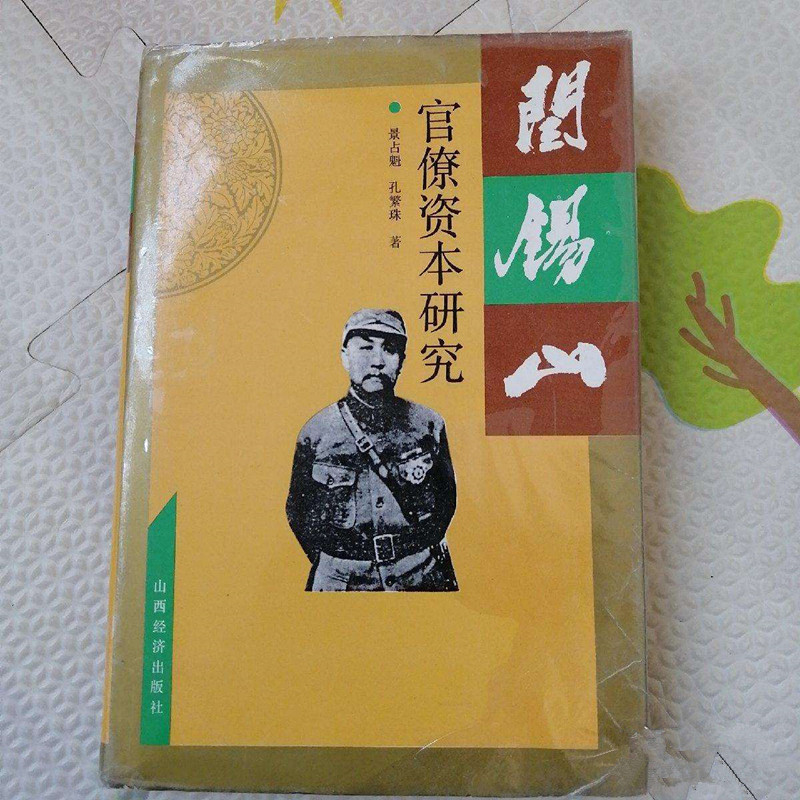 閻锡山
官僚资本研究
景占魁 孔繁珠 著
山西经济出版社